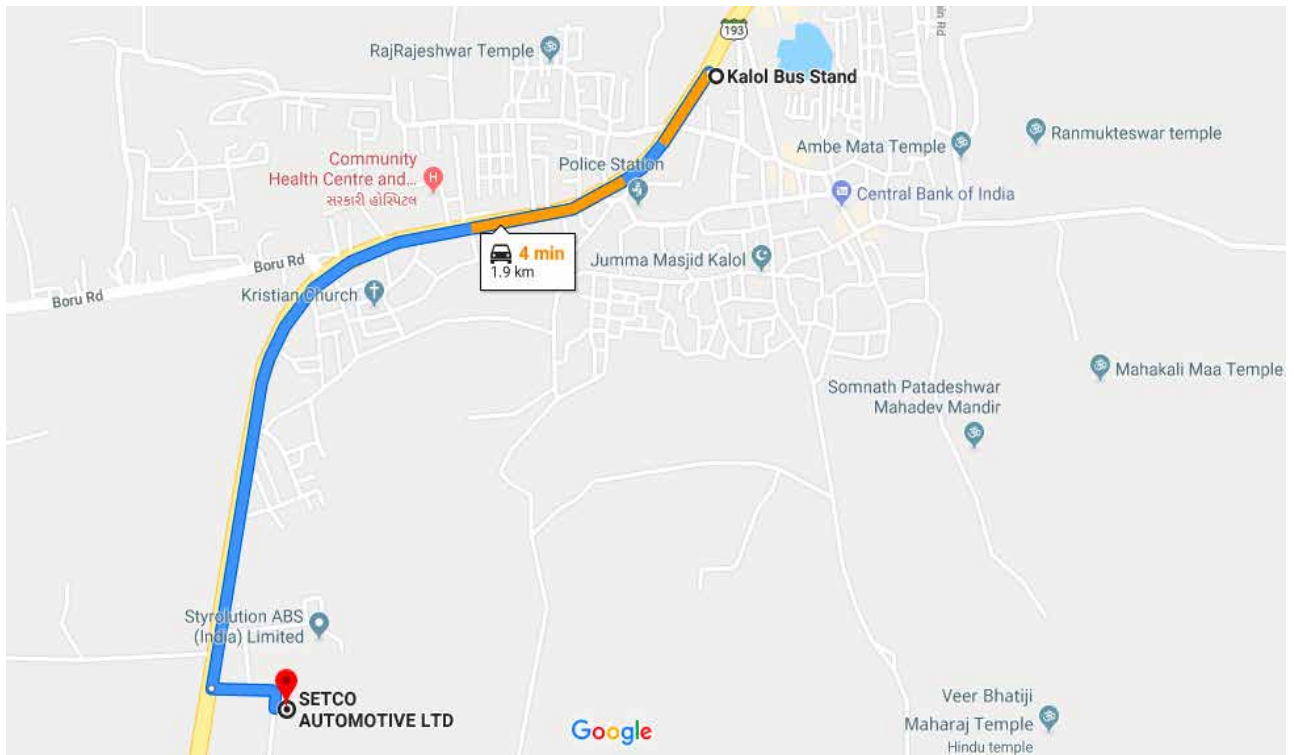 193
in Rd
RajRajeshwar Temple
Kalol Bus Stand
Ranmukteswar temple
Ambe Mata Temple
Community
Health Centre and...
સરકારી હોસ્પિટલ
H
Police Station
Central Bank of India
4 min
1.9 km
Jumma Masjid Kalol
Boru Rd
Boru Rd
Kristian Church
Mahakali Maa Temple
Somnath Patadeshwar
Mahadev Mandir
Styrolution ABS
(India) Limited
SETCO
AUTOMOTIVE LTD
Veer Bhatiji
Maharaj Temple
Hindu temple
Google